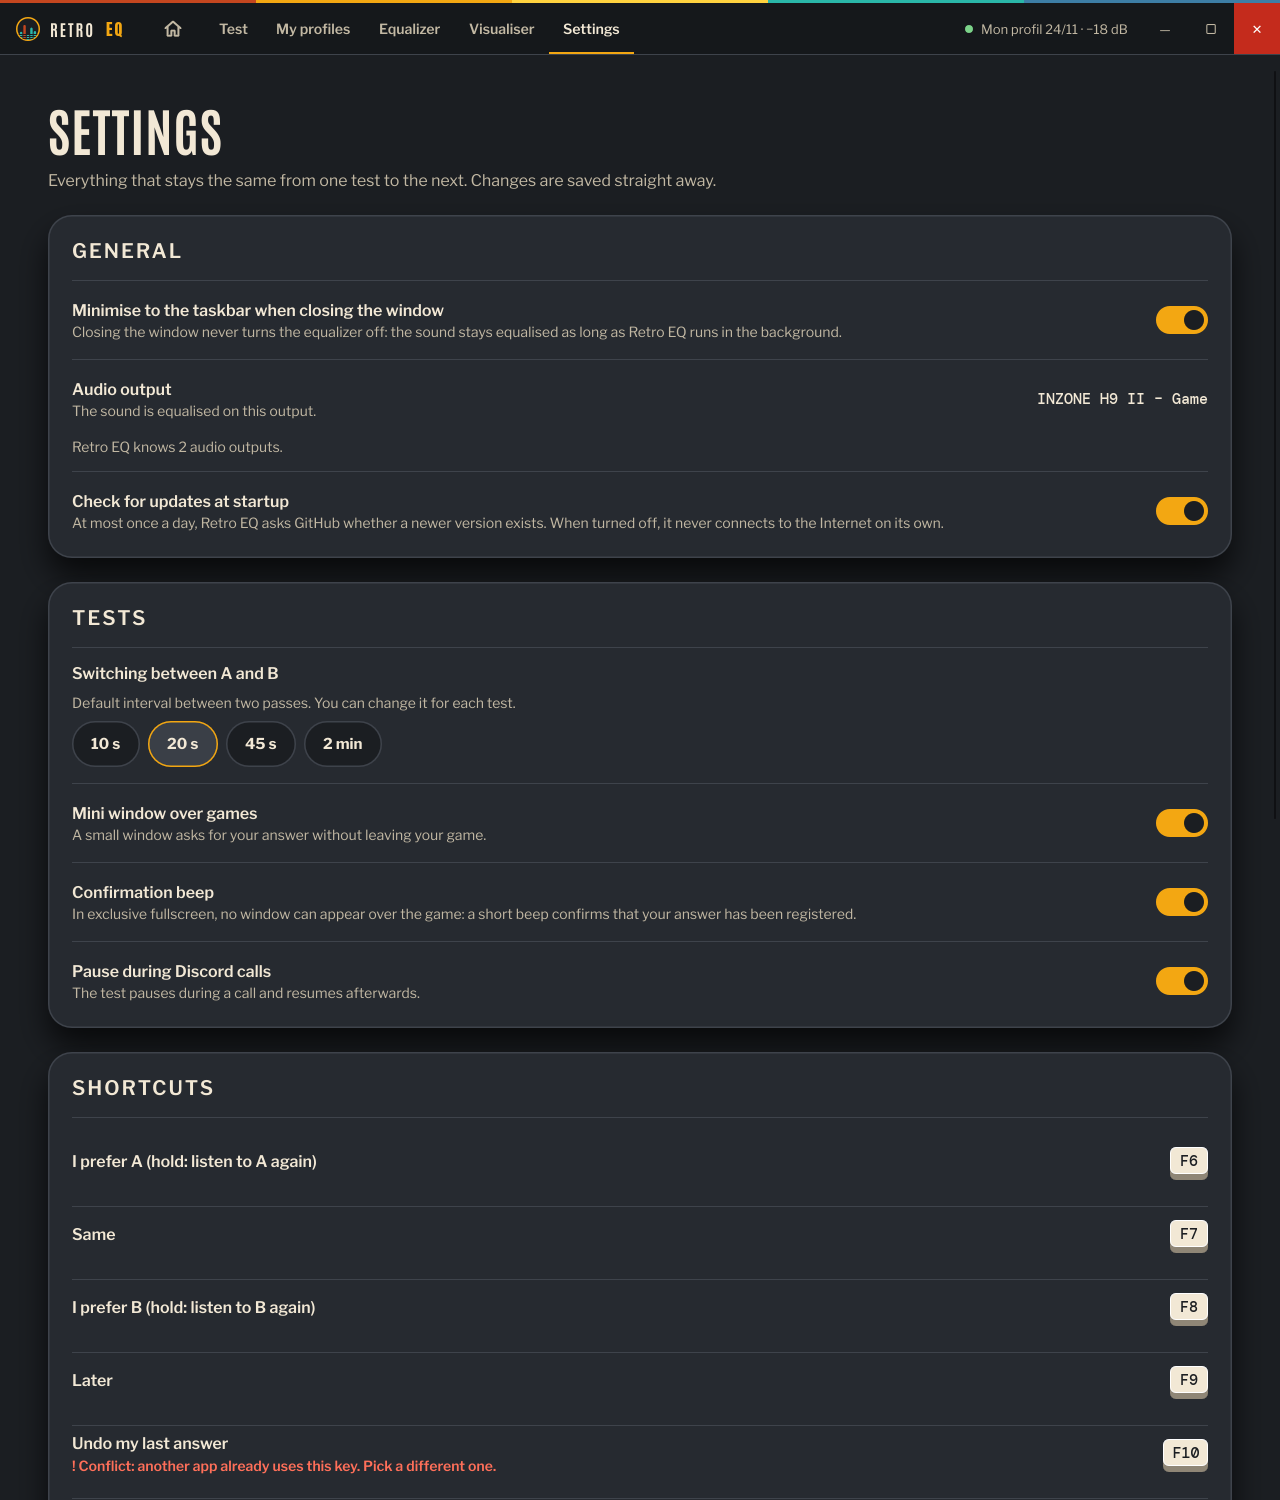 RETRO EQ Test My profiles Equalizer Visualiser Settings Mon profil 24/11 · −18 dB
SETTINGS
Everything that stays the same from one test to the next. Changes are saved straight away.
GENERAL
Minimise to the taskbar when closing the window
Closing the window never turns the equalizer off: the sound stays equalised as long as Retro EQ runs in the background.
Audio output
INZONE H9 II – Game
The sound is equalised on this output.
Retro EQ knows 2 audio outputs.
Check for updates at startup
At most once a day, Retro EQ asks GitHub whether a newer version exists. When turned off, it never connects to the Internet on its own.
TESTS
Switching between A and B
Default interval between two passes. You can change it for each test.
10 s 20 s 45 s 2 min
Mini window over games
A small window asks for your answer without leaving your game.
Confirmation beep
In exclusive fullscreen, no window can appear over the game: a short beep confirms that your answer has been registered.
Pause during Discord calls
The test pauses during a call and resumes afterwards.
SHORTCUTS
I prefer A (hold: listen to A again) F6
Same F7
I prefer B (hold: listen to B again) F8
Later F9
Undo my last answer F10
! Conflict: another app already uses this key. Pick a different one.